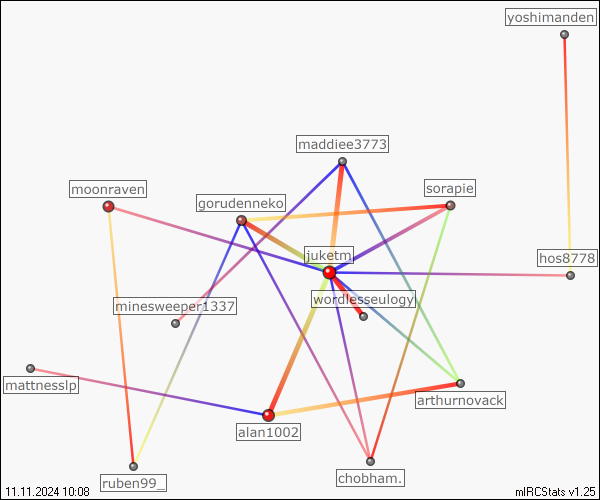 yoshimanden
maddiee3773
moonraven
sorapie
gorudenneko
juketm
hos8778
wordlesseulogy
minesweeper1337
mattnesslp
arthurnovack
alan1002
chobham.
ruben99_
11.11.2024 10:08
mIRCStats v1.25